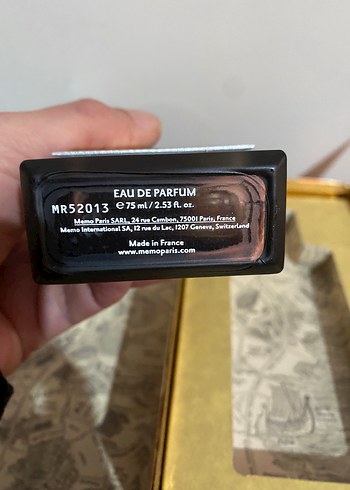 EAU DE PARFUM
MR52013 ℮75 ml / 2.53 fl. oz.
Memo Paris SARL, 24 rue Cambon, 75001 Paris, France
Memo International SA, 12 rue du Lac, 1207 Geneva, Switzerland
Made in France
www.memoparis.com